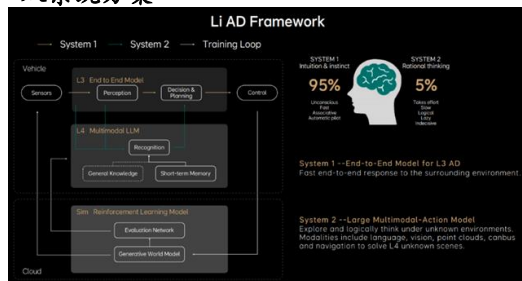 Li AD Framework
System 1
System 2
Training Loop
Vehicle
L3 End to End Model
Sensors
Perception
Decision &
Planning
Control
L4 Multimodal LLM
Recognition
General Knowledge
Short-term Memory
Sim Reinforcement Learning Model
Evaluation Network
Generative World Model
Cloud
SYSTEM 1
Intuition & instinct
95%
Unconscious
Fast
Associative
Automatic pilot
SYSTEM 2
Rational thinking
5%
Takes effort
Slow
Logical
Lazy
Indecisive
System 1 --End-to-End Model for L3 AD
Fast end-to-end response to the surrounding environment.
System 2 --Large Multimodal-Action Model
Explore and logically think under unknown environments.
Modalities include language, vision, point clouds, canbus
and navigation to solve L4 unknown scenes.